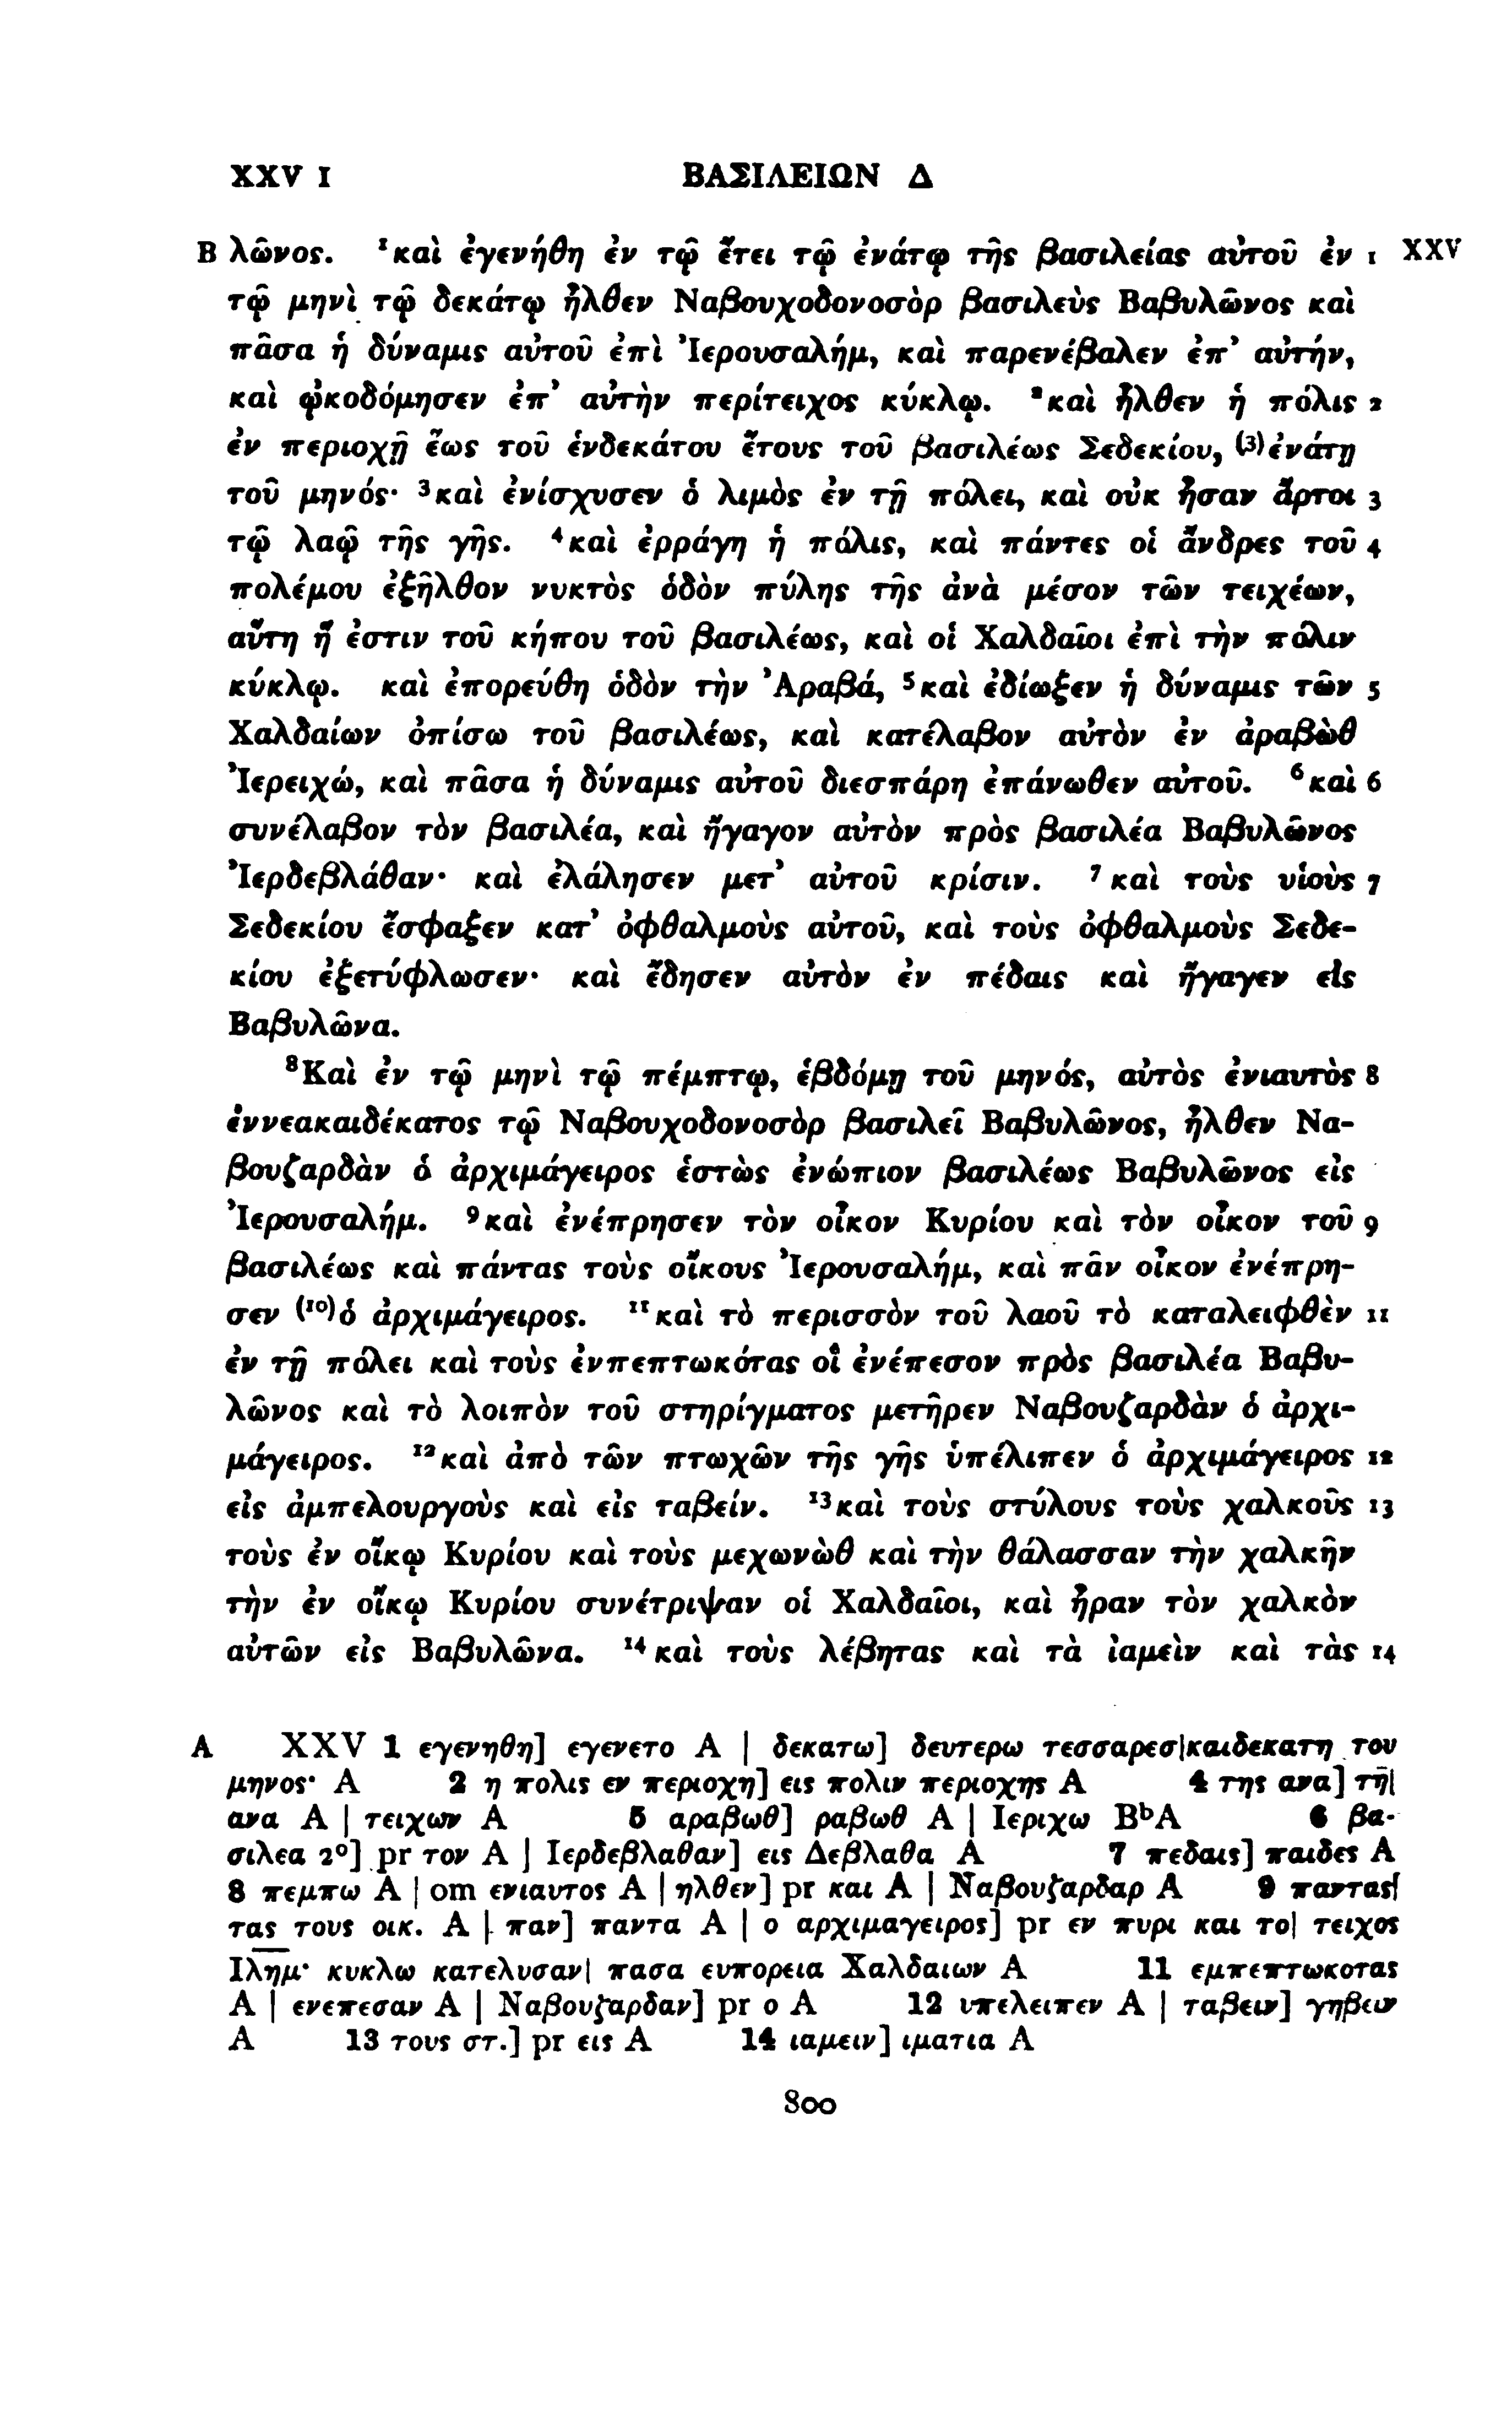 XXV 1 ΒΑΣΙΛΕΙΩΝ Δ
B λῶνος. ¹καὶ ἐγενήθη ἐν τῷ ἔτει τῷ ἐνάτῳ τῆς βασιλείας αὐτοῦ ἐν 1 XXV
τῷ μηνὶ τῷ δεκάτῳ ἦλθεν Ναβουχοδονοσὸρ βασιλεὺς Βαβυλῶνος καὶ
πᾶσα ἡ δύναμις αὐτοῦ ἐπὶ Ἰερουσαλήμ, καὶ παρενέβαλεν ἐπ᾽ αὐτήν,
καὶ ᾠκοδόμησεν ἐπ᾽ αὐτὴν περίτειχος κύκλῳ. ²καὶ ἦλθεν ἡ πόλις 2
ἐν περιοχῇ ἕως τοῦ ἑνδεκάτου ἔτους τοῦ βασιλέως Σεδεκίου, ⁽³⁾ἐνάτῃ
τοῦ μηνός· ³καὶ ἐνίσχυσεν ὁ λιμὸς ἐν τῇ πόλει, καὶ οὐκ ἦσαν ἄρτοι 3
τῷ λαῷ τῆς γῆς. ⁴καὶ ἐρράγη ἡ πόλις, καὶ πάντες οἱ ἄνδρες τοῦ 4
πολέμου ἐξῆλθον νυκτὸς ὁδὸν πύλης τῆς ἀνὰ μέσον τῶν τειχέων,
αὕτη ἥ ἐστιν τοῦ κήπου τοῦ βασιλέως, καὶ οἱ Χαλδαῖοι ἐπὶ τὴν πόλιν
κύκλῳ. καὶ ἐπορεύθη ὁδὸν τὴν Ἀραβά, ⁵καὶ ἐδίωξεν ἡ δύναμις τῶν 5
Χαλδαίων ὀπίσω τοῦ βασιλέως, καὶ κατέλαβον αὐτὸν ἐν ἀραβὼθ
Ἰερειχώ, καὶ πᾶσα ἡ δύναμις αὐτοῦ διεσπάρη ἐπάνωθεν αὐτοῦ. ⁶καὶ 6
συνέλαβον τὸν βασιλέα, καὶ ἤγαγον αὐτὸν πρὸς βασιλέα Βαβυλῶνος
Ἰερδεβλάθαν· καὶ ἐλάλησεν μετ᾽ αὐτοῦ κρίσιν. ⁷καὶ τοὺς υἱοὺς 7
Σεδεκίου ἔσφαξεν κατ᾽ ὀφθαλμοὺς αὐτοῦ, καὶ τοὺς ὀφθαλμοὺς Σεδε-
κίου ἐξετύφλωσεν· καὶ ἔδησεν αὐτὸν ἐν πέδαις καὶ ἤγαγεν εἰς
Βαβυλῶνα.
⁸Καὶ ἐν τῷ μηνὶ τῷ πέμπτῳ, ἑβδόμῃ τοῦ μηνός, αὐτὸς ἐνιαυτὸς 8
ἐννεακαιδέκατος τῷ Ναβουχοδονοσὸρ βασιλεῖ Βαβυλῶνος, ἦλθεν Να-
βουζαρδὰν ὁ ἀρχιμάγειρος ἑστὼς ἐνώπιον βασιλέως Βαβυλῶνος εἰς
Ἰερουσαλήμ. ⁹καὶ ἐνέπρησεν τὸν οἶκον Κυρίου καὶ τὸν οἶκον τοῦ 9
βασιλέως καὶ πάντας τοὺς οἴκους Ἰερουσαλήμ, καὶ πᾶν οἶκον ἐνέπρη-
σεν ⁽¹⁰⁾ὁ ἀρχιμάγειρος. ¹¹καὶ τὸ περισσὸν τοῦ λαοῦ τὸ καταλειφθὲν 11
ἐν τῇ πόλει καὶ τοὺς ἐνπεπτωκότας οἳ ἐνέπεσον πρὸς βασιλέα Βαβυ-
λῶνος καὶ τὸ λοιπὸν τοῦ στηρίγματος μετῆρεν Ναβουζαρδὰν ὁ ἀρχι-
μάγειρος. ¹²καὶ ἀπὸ τῶν πτωχῶν τῆς γῆς ὑπέλιπεν ὁ ἀρχιμάγειρος 12
εἰς ἀμπελουργοὺς καὶ εἰς ταβείν. ¹³καὶ τοὺς στύλους τοὺς χαλκοῦς 13
τοὺς ἐν οἴκῳ Κυρίου καὶ τοὺς μεχωνὼθ καὶ τὴν θάλασσαν τὴν χαλκῆν
τὴν ἐν οἴκῳ Κυρίου συνέτριψαν οἱ Χαλδαῖοι, καὶ ἦραν τὸν χαλκὸν
αὐτῶν εἰς Βαβυλῶνα. ¹⁴καὶ τοὺς λέβητας καὶ τὰ ἰαμεὶν καὶ τὰς 14
A XXV 1 εγενηθη] εγενετο A | δεκατω] δευτερω τεσσαρεσ|καιδεκατη του
μηνος· A 2 η πολις εν περιοχη] εις πολιν περιοχης A 4 της ανα] τη̄|
ανα A | τειχων A 5 αραβωθ] ραβωθ A | Ιεριχω BᵇA 6 βα-
σιλεα 2°] pr τον A | Ιερδεβλαθαν] εις Δεβλαθα A 7 πεδαις] παιδες A
8 πεμπω A | om ενιαυτος A | ηλθεν] pr και A | Ναβουζαρδαρ A 9 παντας|
τας τους οικ. A | παν] παντα A | ο αρχιμαγειρος] pr εν πυρι και το| τειχος
Ιλ̅η̅μ· κυκλω κατελυσαν| πασα ευπορεια Χαλδαιων A 11 εμπεπτωκοτας
A | ενεπεσαν A | Ναβουζαρδαν] pr ο A 12 υπελειπεν A | ταβειν] γηβειν
A 13 τους στ.] pr εις A 14 ιαμειν] ιματια A
800